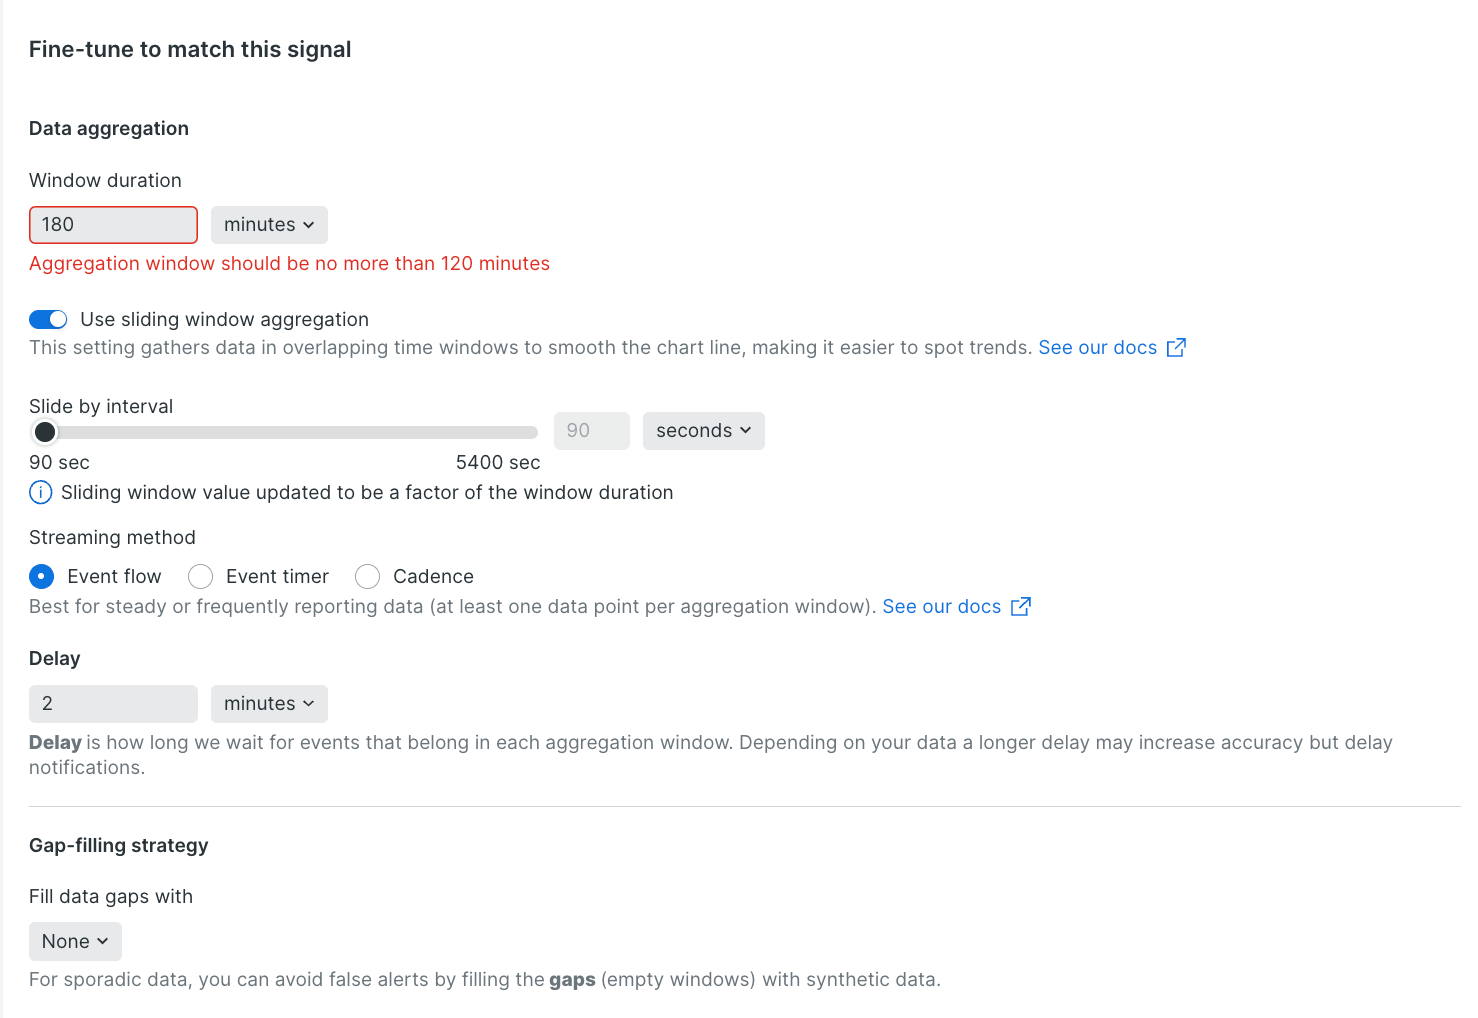 Fine-tune to match this signal
Data aggregation
Window duration
180 minutes
Aggregation window should be no more than 120 minutes
Use sliding window aggregation
This setting gathers data in overlapping time windows to smooth the chart line, making it easier to spot trends. See our docs
Slide by interval
90 seconds
90 sec 5400 sec
Sliding window value updated to be a factor of the window duration
Streaming method
Event flow Event timer Cadence
Best for steady or frequently reporting data (at least one data point per aggregation window). See our docs
Delay
2 minutes
Delay is how long we wait for events that belong in each aggregation window. Depending on your data a longer delay may increase accuracy but delay
notifications.
Gap-filling strategy
Fill data gaps with
None
For sporadic data, you can avoid false alerts by filling the gaps (empty windows) with synthetic data.